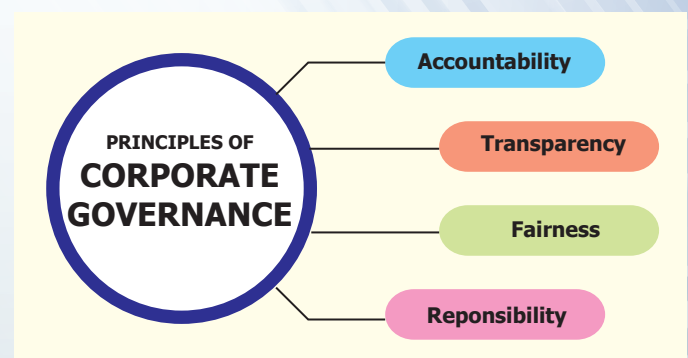 PRINCIPLES OF
CORPORATE
GOVERNANCE
Accountability
Transparency
Fairness
Reponsibility